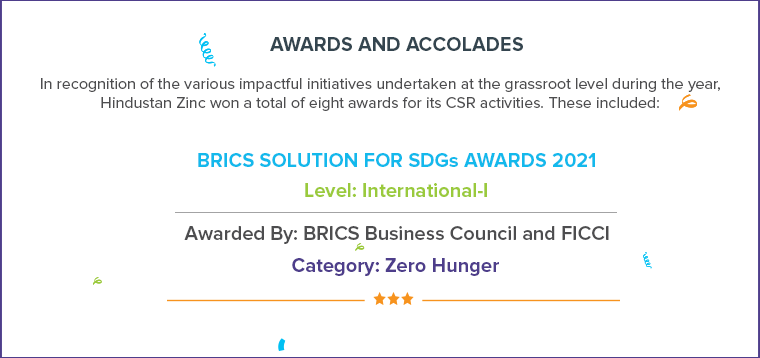 AWARDS AND ACCOLADES
In recognition of the various impactful initiatives undertaken at the grassroot level during the year,
Hindustan Zinc won a total of eight awards for its CSR activities. These included:
BRICS SOLUTION FOR SDGs AWARDS 2021
Level: International-I
Awarded By: BRICS Business Council and FICCI
Category: Zero Hunger